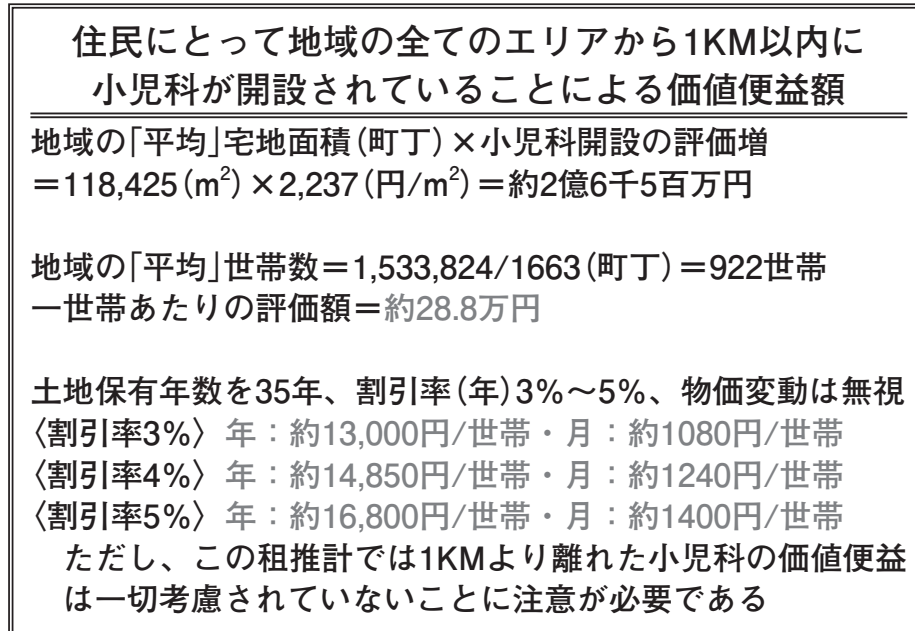 住民にとって地域の全てのエリアから1KM以内に
小児科が開設されていることによる価値便益額
地域の「平均」宅地面積(町丁)×小児科開設の評価増
＝118,425(m²)×2,237(円/m²)＝約2億6千5百万円
地域の「平均」世帯数＝1,533,824/1663(町丁)＝922世帯
一世帯あたりの評価額＝約28.8万円
土地保有年数を35年、割引率(年)3%〜5%、物価変動は無視
〈割引率3%〉年：約13,000円/世帯・月：約1080円/世帯
〈割引率4%〉年：約14,850円/世帯・月：約1240円/世帯
〈割引率5%〉年：約16,800円/世帯・月：約1400円/世帯
ただし、この租推計では1KMより離れた小児科の価値便益
は一切考慮されていないことに注意が必要である